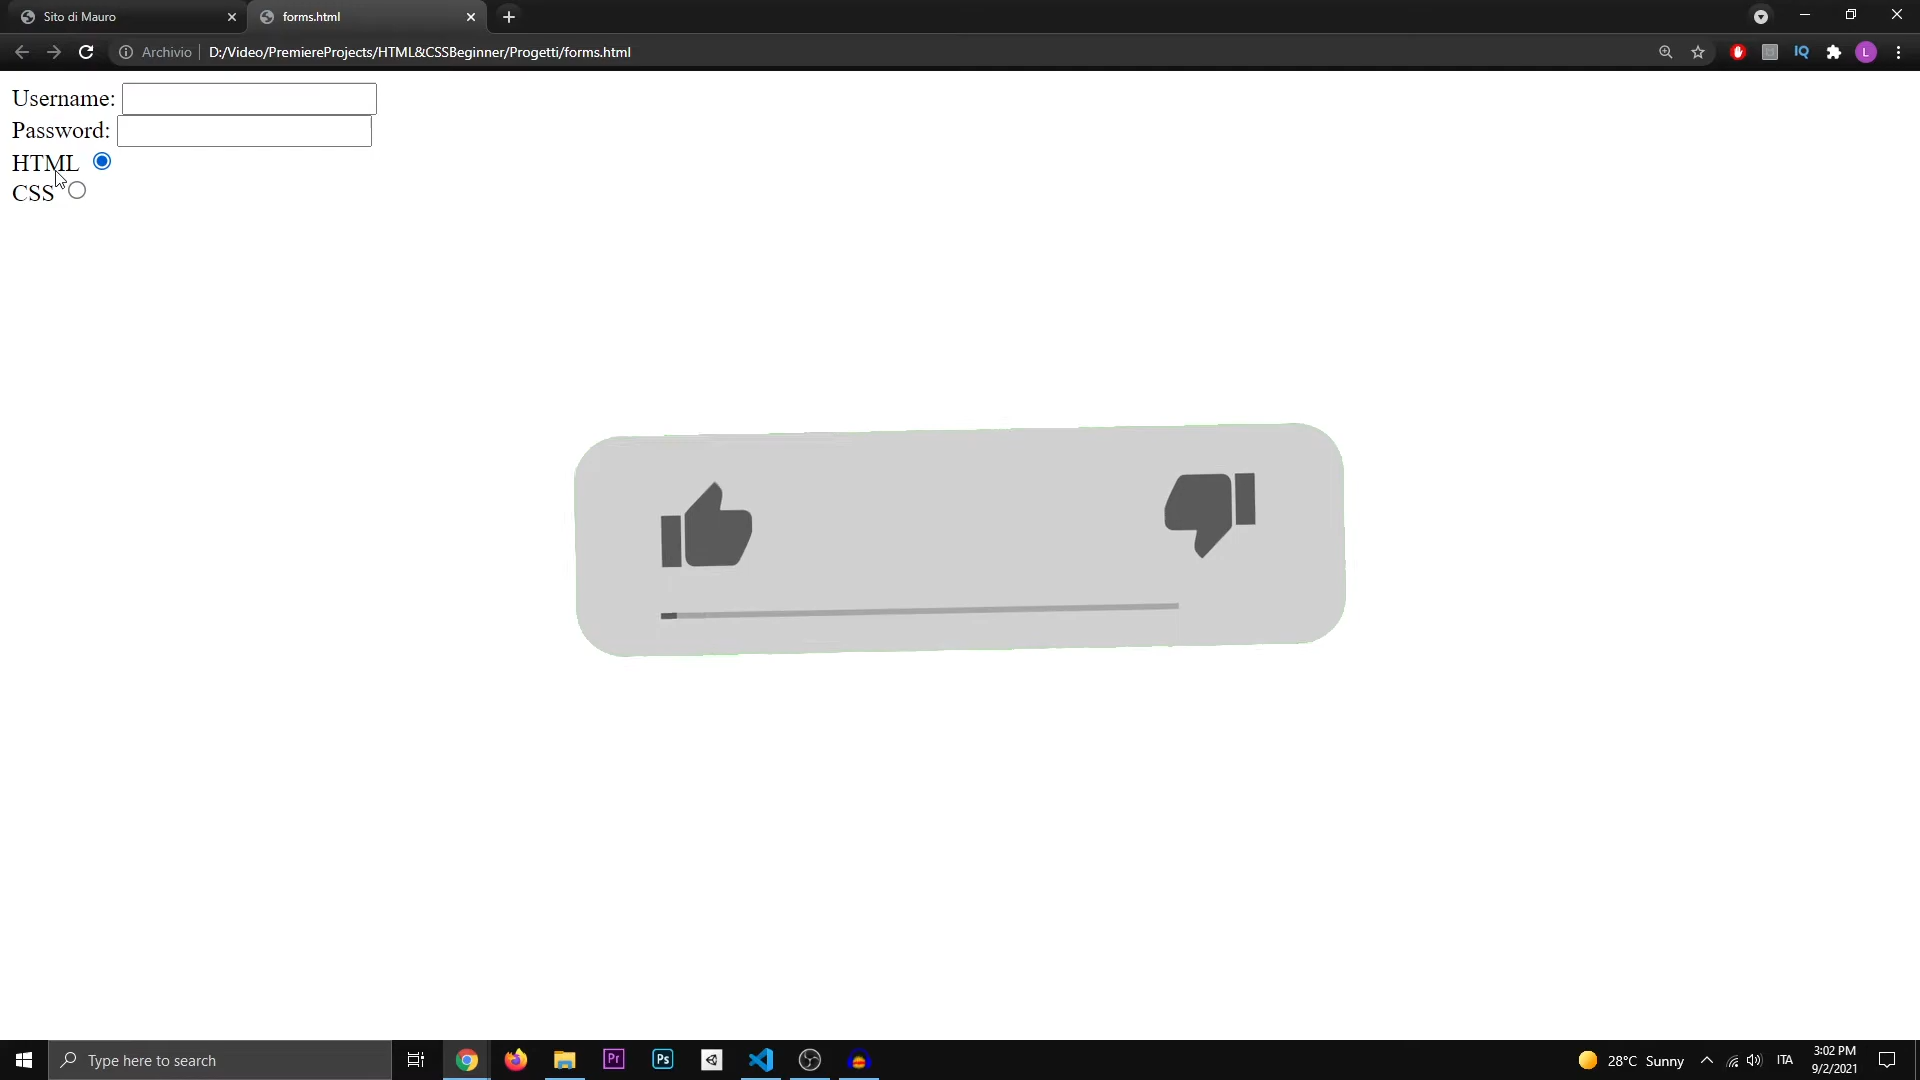 Sito di Mauro
forms.html
Archivio D:/Video/PremiereProjects/HTML&CSSBeginner/Progetti/forms.html
IQ
L
Username:
Password:
HTML
CSS
Type here to search
Pr
Ps
28°C Sunny
ITA
3:02 PM
9/2/2021